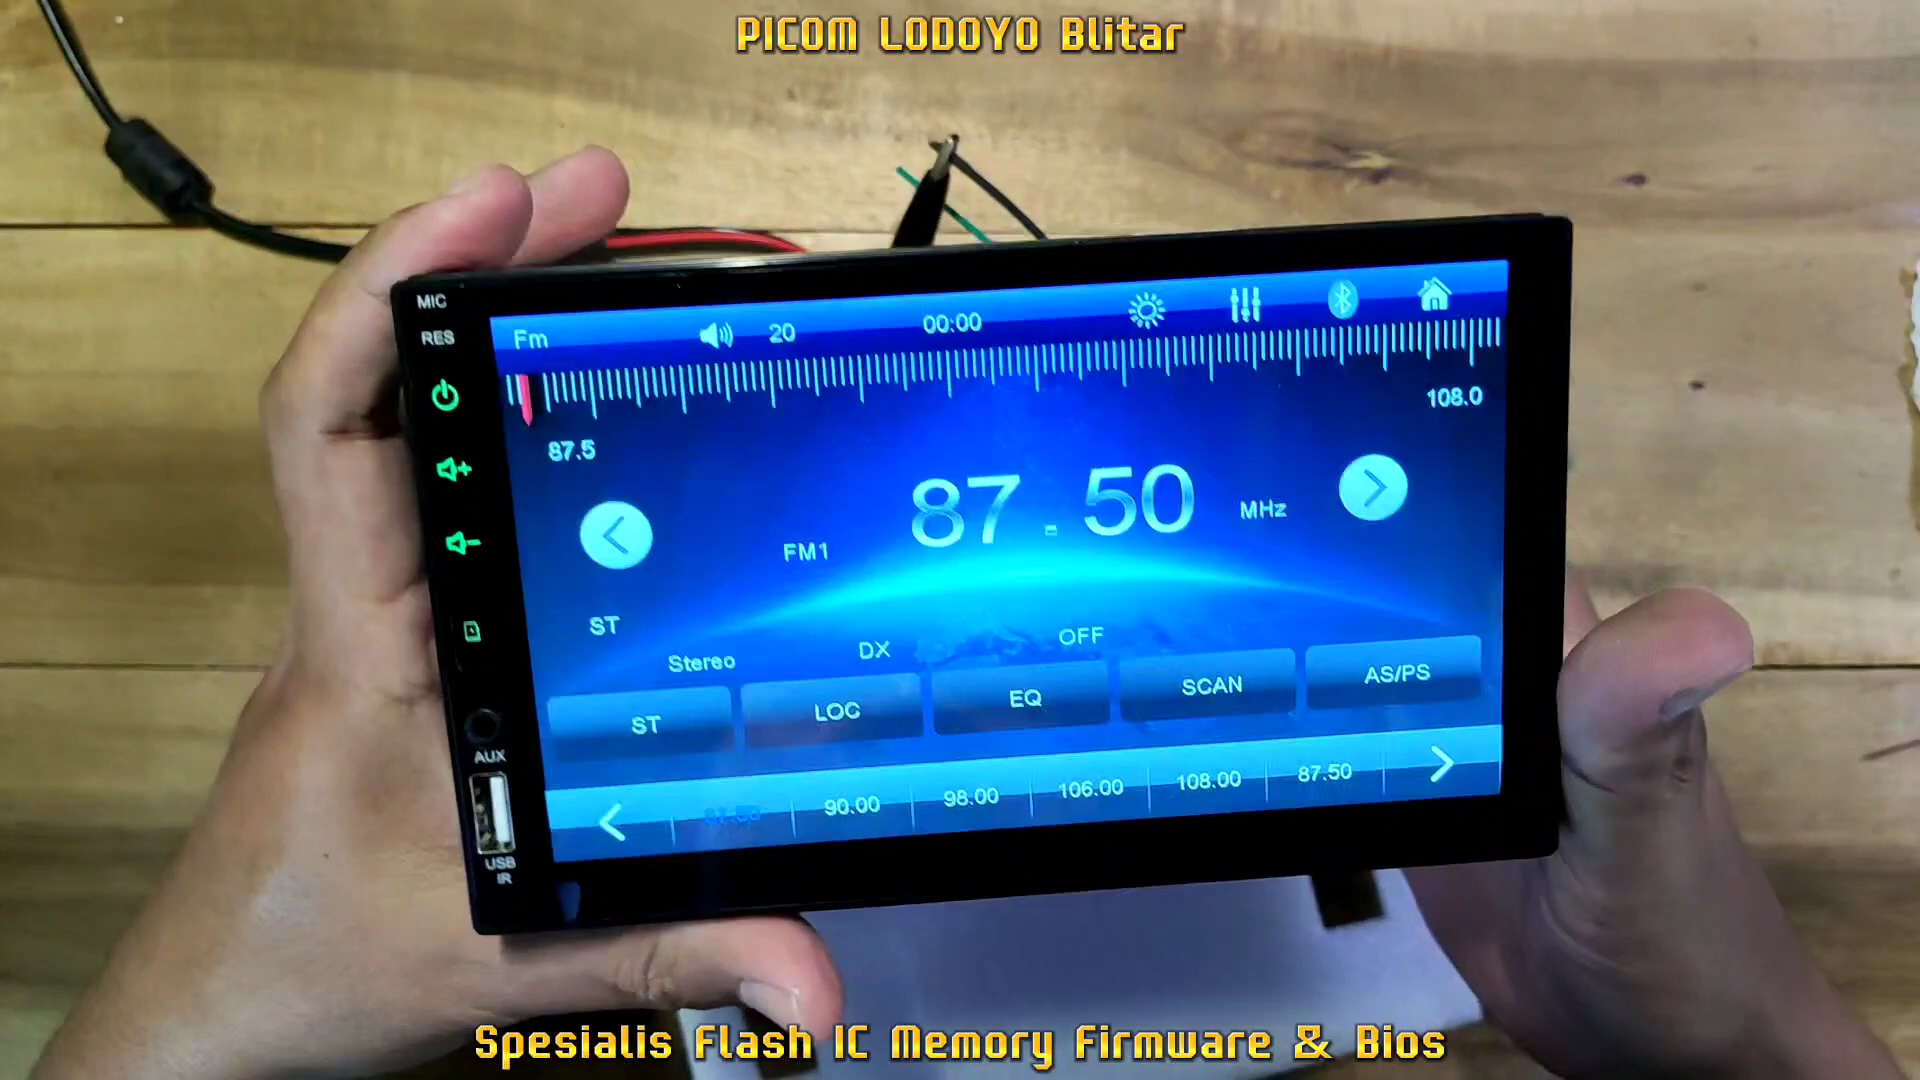 PICOM LODOYO Blitar
MIC
RES
Fm 20 00:00
87.5
108.0
FM1 87.50 MHz
ST
Stereo DX OFF
ST LOC EQ SCAN AS/PS
90.00 98.00 106.00 108.00 87.50
AUX
USB
IR
Spesialis Flash IC Memory Firmware & Bios